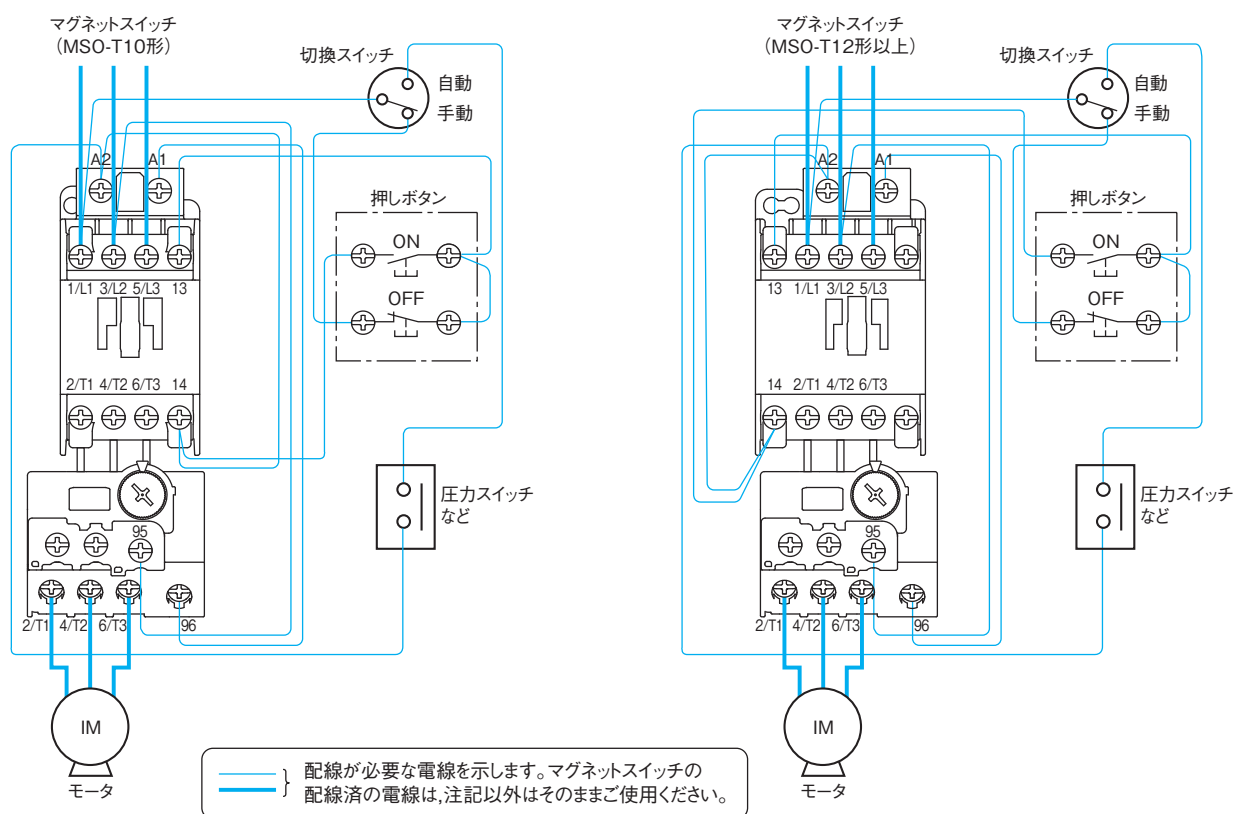 マグネットスイッチ
(MSO-T10形)
切換スイッチ
自動
手動
A2 A1
押しボタン
ON
OFF
1/L1 3/L2 5/L3 13
2/T1 4/T2 6/T3 14
圧力スイッチ
など
95
2/T1 4/T2 6/T3 96
IM
モータ
マグネットスイッチ
(MSO-T12形以上)
切換スイッチ
自動
手動
A2 A1
押しボタン
ON
OFF
13 1/L1 3/L2 5/L3
14 2/T1 4/T2 6/T3
圧力スイッチ
など
95
2/T1 4/T2 6/T3 96
IM
モータ
配線が必要な電線を示します。マグネットスイッチの
配線済の電線は,注記以外はそのままご使用ください。